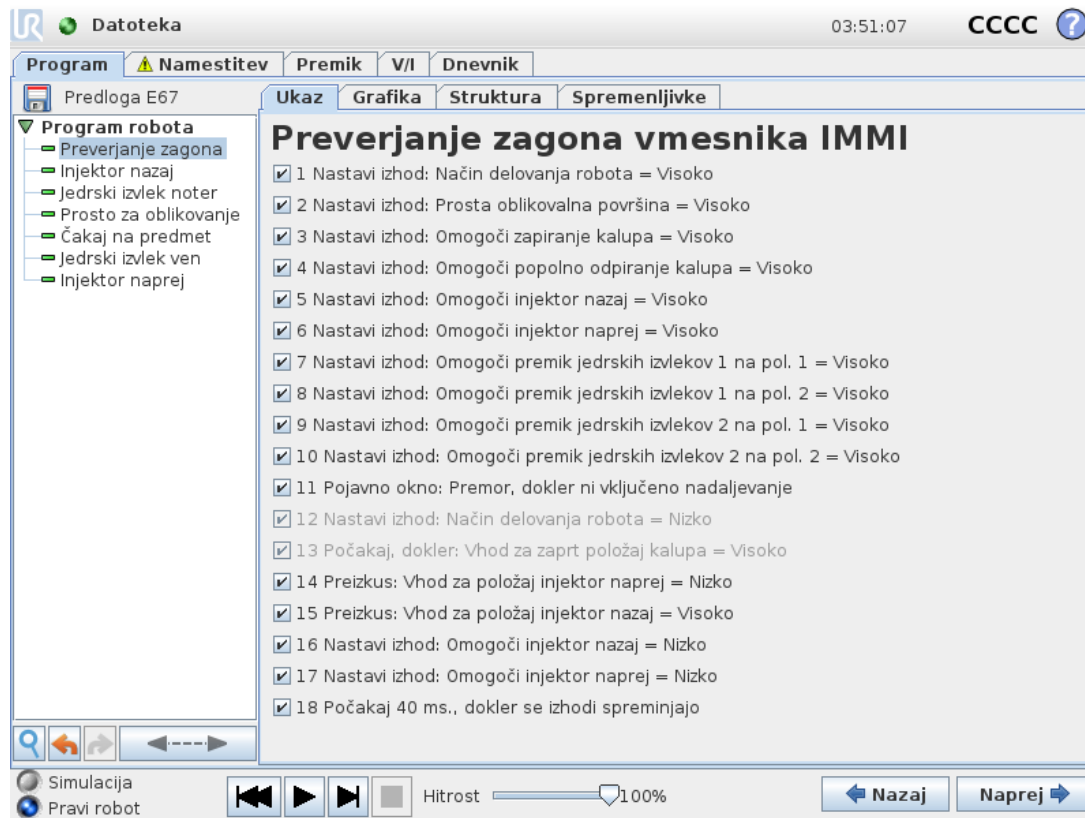 UR Datoteka 03:51:07 CCCC ?
Program Namestitev Premik V/I Dnevnik
Predloga E67
Ukaz Grafika Struktura Spremenljivke
Program robota
Preverjanje zagona
Injektor nazaj
Jedrski izvlek noter
Prosto za oblikovanje
Čakaj na predmet
Jedrski izvlek ven
Injektor naprej
Preverjanje zagona vmesnika IMMI
1 Nastavi izhod: Način delovanja robota = Visoko
2 Nastavi izhod: Prosta oblikovalna površina = Visoko
3 Nastavi izhod: Omogoči zapiranje kalupa = Visoko
4 Nastavi izhod: Omogoči popolno odpiranje kalupa = Visoko
5 Nastavi izhod: Omogoči injektor nazaj = Visoko
6 Nastavi izhod: Omogoči injektor naprej = Visoko
7 Nastavi izhod: Omogoči premik jedrskih izvlekov 1 na pol. 1 = Visoko
8 Nastavi izhod: Omogoči premik jedrskih izvlekov 1 na pol. 2 = Visoko
9 Nastavi izhod: Omogoči premik jedrskih izvlekov 2 na pol. 1 = Visoko
10 Nastavi izhod: Omogoči premik jedrskih izvlekov 2 na pol. 2 = Visoko
11 Pojavno okno: Premor, dokler ni vključeno nadaljevanje
12 Nastavi izhod: Način delovanja robota = Nizko
13 Počakaj, dokler: Vhod za zaprt položaj kalupa = Visoko
14 Preizkus: Vhod za položaj injektor naprej = Nizko
15 Preizkus: Vhod za položaj injektor nazaj = Visoko
16 Nastavi izhod: Omogoči injektor nazaj = Nizko
17 Nastavi izhod: Omogoči injektor naprej = Nizko
18 Počakaj 40 ms., dokler se izhodi spreminjajo
Simulacija
Pravi robot
Hitrost 100%
Nazaj
Naprej